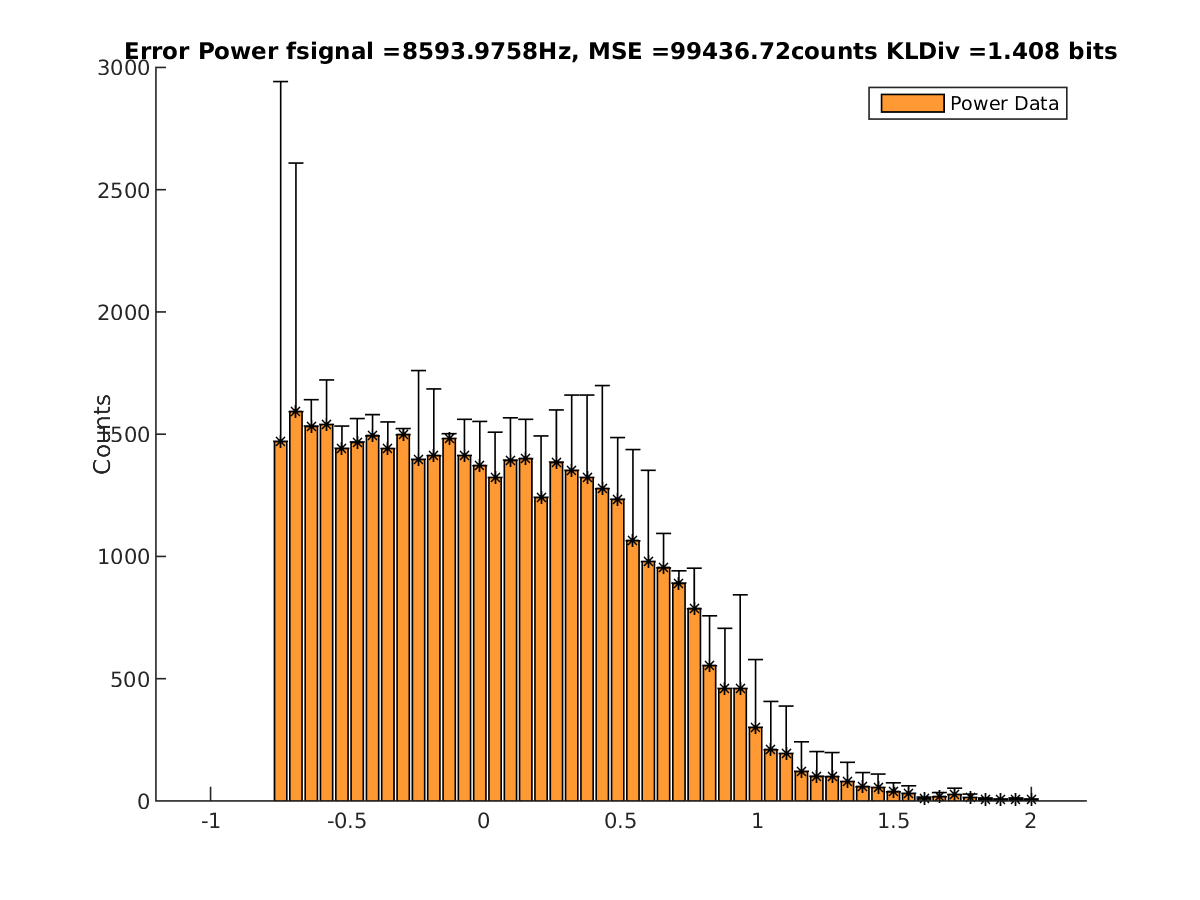 Error Power fsignal =8593.9758Hz, MSE =99436.72counts KLDiv =1.408 bits
Power Data
3000
2500
2000
1500
1000
500
0
Counts
-1 -0.5 0 0.5 1 1.5 2